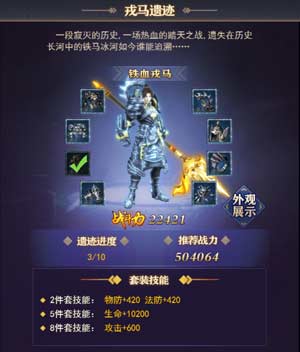 戎马遗迹
一段寂灭的历史,一场热血的踏天之战,遗失在历史
长河中的铁马冰河如今谁能追溯……
铁血戎马
外观
展示
战力 22421
遗迹进度 推荐战力
3/10 504064
套装技能
2件套技能： 物防+420 法防+420
5件套技能： 生命+10200
8件套技能： 攻击+600